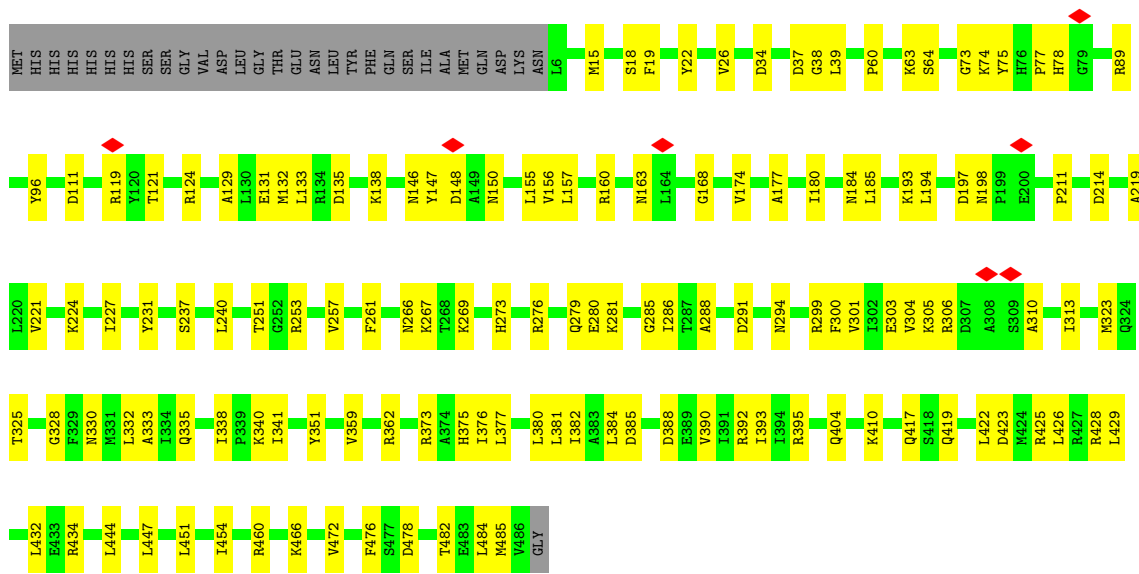 MET HIS HIS HIS HIS HIS HIS SER SER GLY VAL ASP LEU GLY THR GLU ASN LEU TYR PHE GLN SER ILE ALA MET GLN ASP LYS ASN L6 M15 S18 F19 Y22 V26 D34 D37 G38 L39 P60 K63 S64 G73 K74 Y75 H76 P77 H78 G79 R89
Y96 D111 R119 Y120 T121 R124 A129 L130 E131 M132 L133 R134 D135 K138 N146 Y147 D148 A149 N150 L155 V156 L157 R160 N163 L164 G168 V174 A177 I180 N184 L185 K193 L194 D197 N198 P199 E200 P211 D214 A219
L220 V221 K224 I227 Y231 S237 L240 T251 G252 R253 V257 F261 N266 K267 T268 K269 H273 R276 Q279 E280 K281 G285 I286 T287 A288 D291 N294 R299 F300 V301 I302 E303 V304 K305 R306 D307 A308 S309 A310 I313 M323 Q324
T325 G328 F329 N330 M331 L332 A333 I334 Q335 I338 P339 K340 I341 Y351 V359 R362 R373 A374 H375 I376 L377 L380 L381 I382 A383 L384 D385 D388 E389 V390 I391 R392 I393 I394 R395 Q404 K410 Q417 S418 Q419 L422 D423 M424 R425 L426 R427 R428 L429
L432 E433 R434 L444 L447 L451 I454 R460 K466 V472 F476 S477 D478 T482 E483 L484 M485 V486 GLY